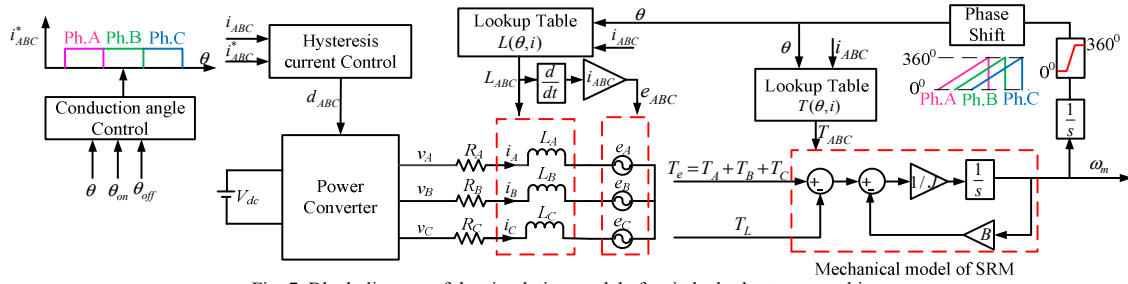 i*ABC
Ph.A Ph.B Ph.C
θ
Conduction angle
Control
θ θon θoff
iABC
i*ABC
Hysteresis
current Control
dABC
Vdc
Power
Converter
vA RA iA LA eA
vB RB iB LB eB
vC RC iC LC eC
Lookup Table
L(θ,i)
θ
iABC
LABC
d/dt
iABC
eABC
θ
iABC
Lookup Table
T(θ,i)
TABC
Phase
Shift
360⁰
0⁰
Ph.A Ph.B Ph.C
360⁰
0⁰
1/s
Te=TA+TB+TC
TL
1/
1/s
B
ωm
Mechanical model of SRM